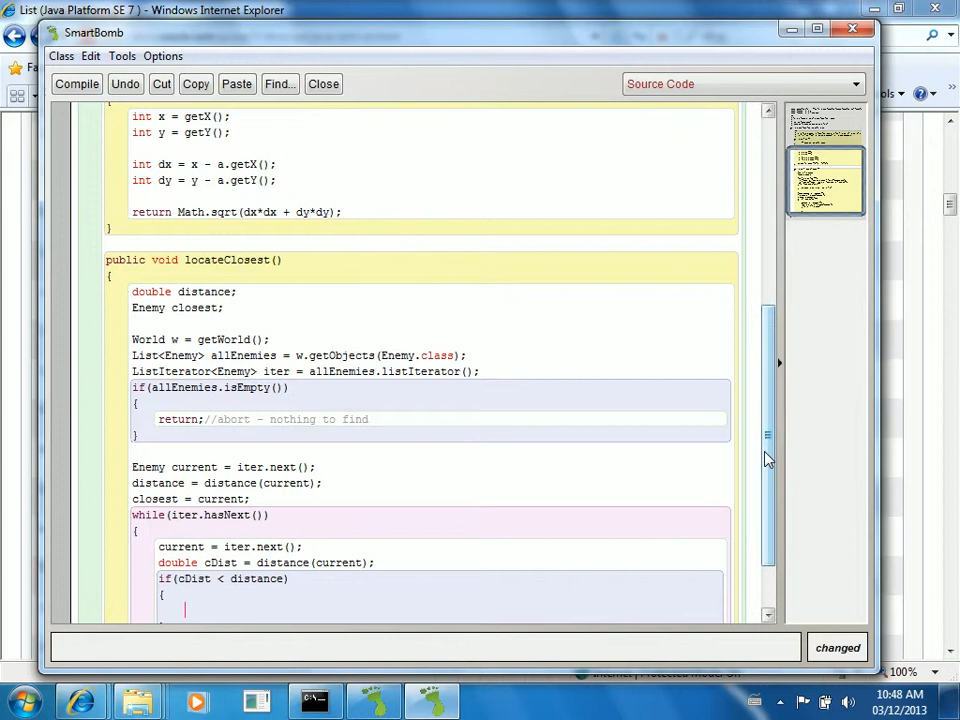 List (Java Platform SE 7 ) - Windows Internet Explorer
SmartBomb
Class Edit Tools Options
Compile Undo Cut Copy Paste Find... Close Source Code
int x = getX();
int y = getY();
int dx = x - a.getX();
int dy = y - a.getY();
return Math.sqrt(dx*dx + dy*dy);
}
public void locateClosest()
{
double distance;
Enemy closest;
World w = getWorld();
List<Enemy> allEnemies = w.getObjects(Enemy.class);
ListIterator<Enemy> iter = allEnemies.listIterator();
if(allEnemies.isEmpty())
{
return;//abort - nothing to find
}
Enemy current = iter.next();
distance = distance(current);
closest = current;
while(iter.hasNext())
{
current = iter.next();
double cDist = distance(current);
if(cDist < distance)
{
changed
100%
10:48 AM
03/12/2013